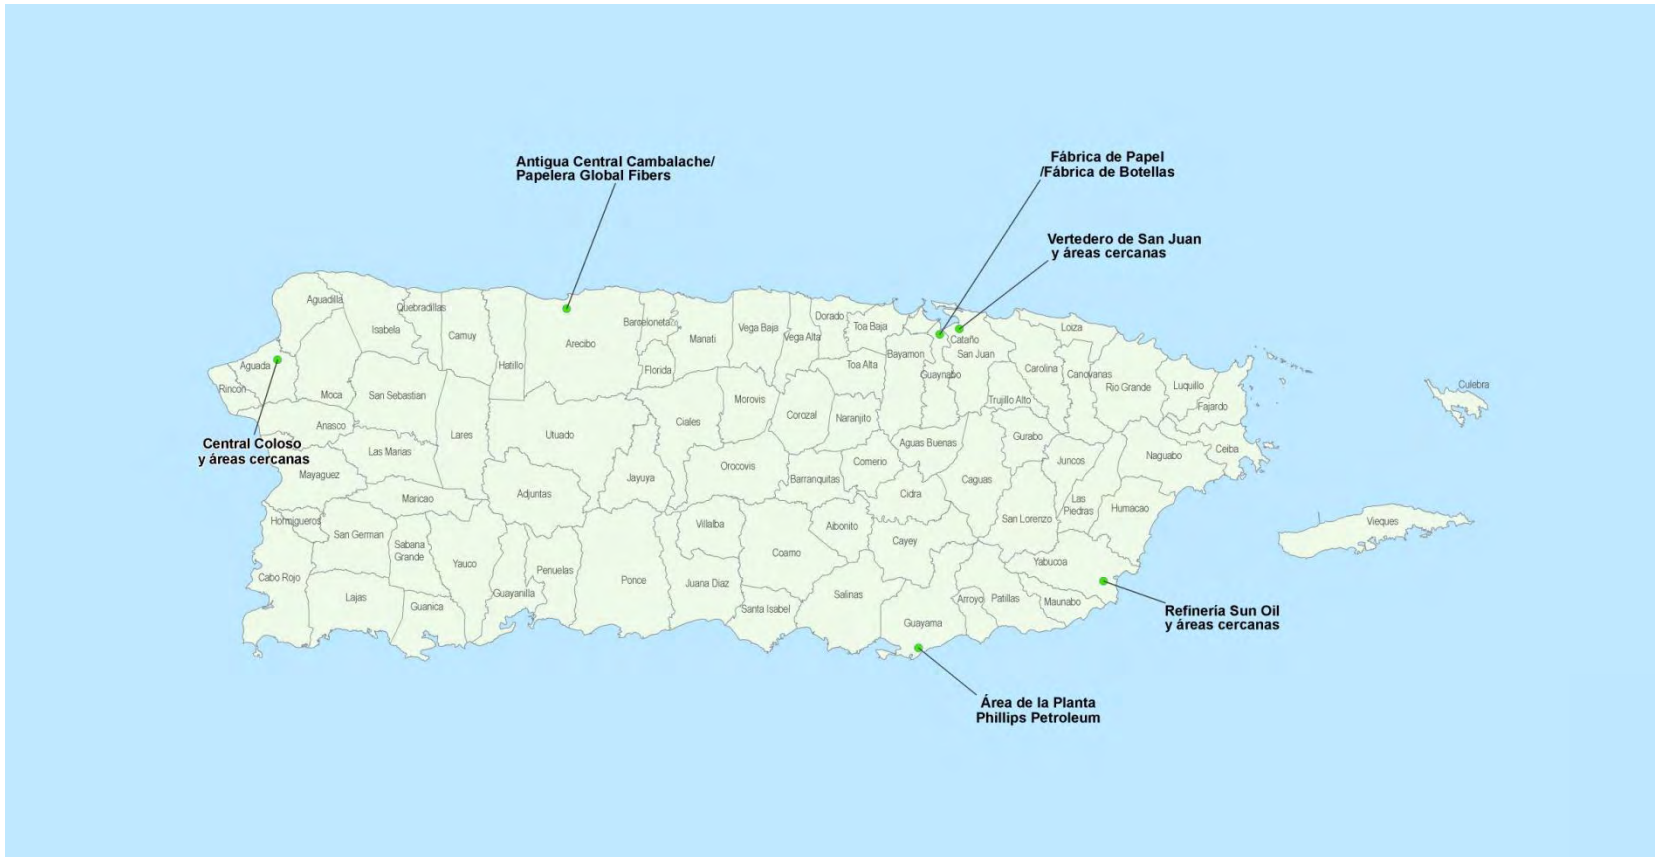 Antigua Central Cambalache/
Papelera Global Fibers
Fábrica de Papel
/Fábrica de Botellas
Vertedero de San Juan
y áreas cercanas
Aguadilla
Quebradillas
Isabela
Camuy
Hatillo
Arecibo
Barceloneta
Manati
Vega Baja
Vega Alta
Dorado
Toa Baja
Cataño
Loiza
Aguada
Rincon
Moca
San Sebastian
Florida
Toa Alta
Bayamon
Guaynabo
San Juan
Carolina
Canovanas
Rio Grande
Luquillo
Fajardo
Culebra
Anasco
Lares
Utuado
Ciales
Morovis
Corozal
Naranjito
Trujillo Alto
Central Coloso
y áreas cercanas
Las Marias
Mayaguez
Maricao
Adjuntas
Jayuya
Orocovis
Barranquitas
Comerio
Aguas Buenas
Cidra
Caguas
Gurabo
Juncos
Naguabo
Ceiba
Las
Piedras
Humacao
San Lorenzo
Vieques
Hormigueros
San German
Sabana
Grande
Yauco
Guayanilla
Penuelas
Ponce
Villalba
Juana Diaz
Coamo
Aibonito
Cayey
Yabucoa
Cabo Rojo
Lajas
Guanica
Santa Isabel
Salinas
Guayama
Arroyo
Patillas
Maunabo
Refinería Sun Oil
y áreas cercanas
Área de la Planta
Phillips Petroleum